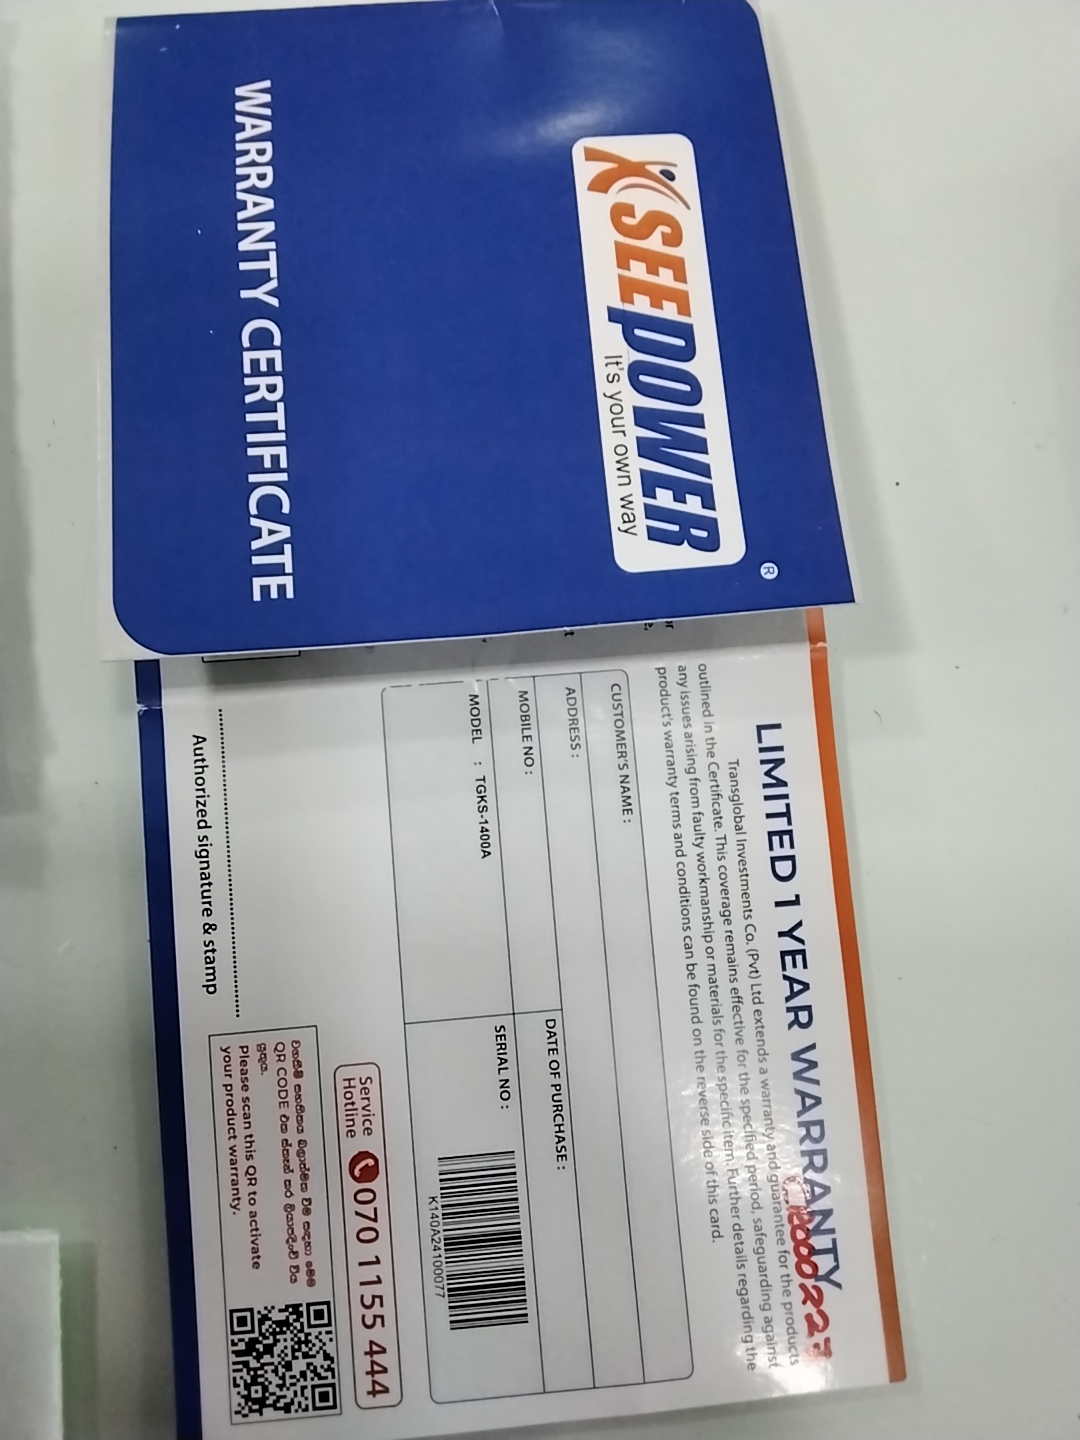 SEEPOWER
®
It's your own way
WARRANTY CERTIFICATE
LIMITED 1 YEAR WARRANTY
Transglobal Investments Co. (Pvt) Ltd extends a warranty and guarantee for the products
outlined in the Certificate. This coverage remains effective for the specified period, safeguarding against
any issues arising from faulty workmanship or materials for the specific item. Further details regarding the
product's warranty terms and conditions can be found on the reverse side of this card.
CUSTOMER'S NAME :
ADDRESS :
MOBILE NO :
DATE OF PURCHASE :
MODEL : TGKS-1400A
SERIAL NO :
K140A24100077
Service
Hotline
070 1155 444
Authorized signature & stamp
QR CODE
Please scan this QR to activate
your product warranty.